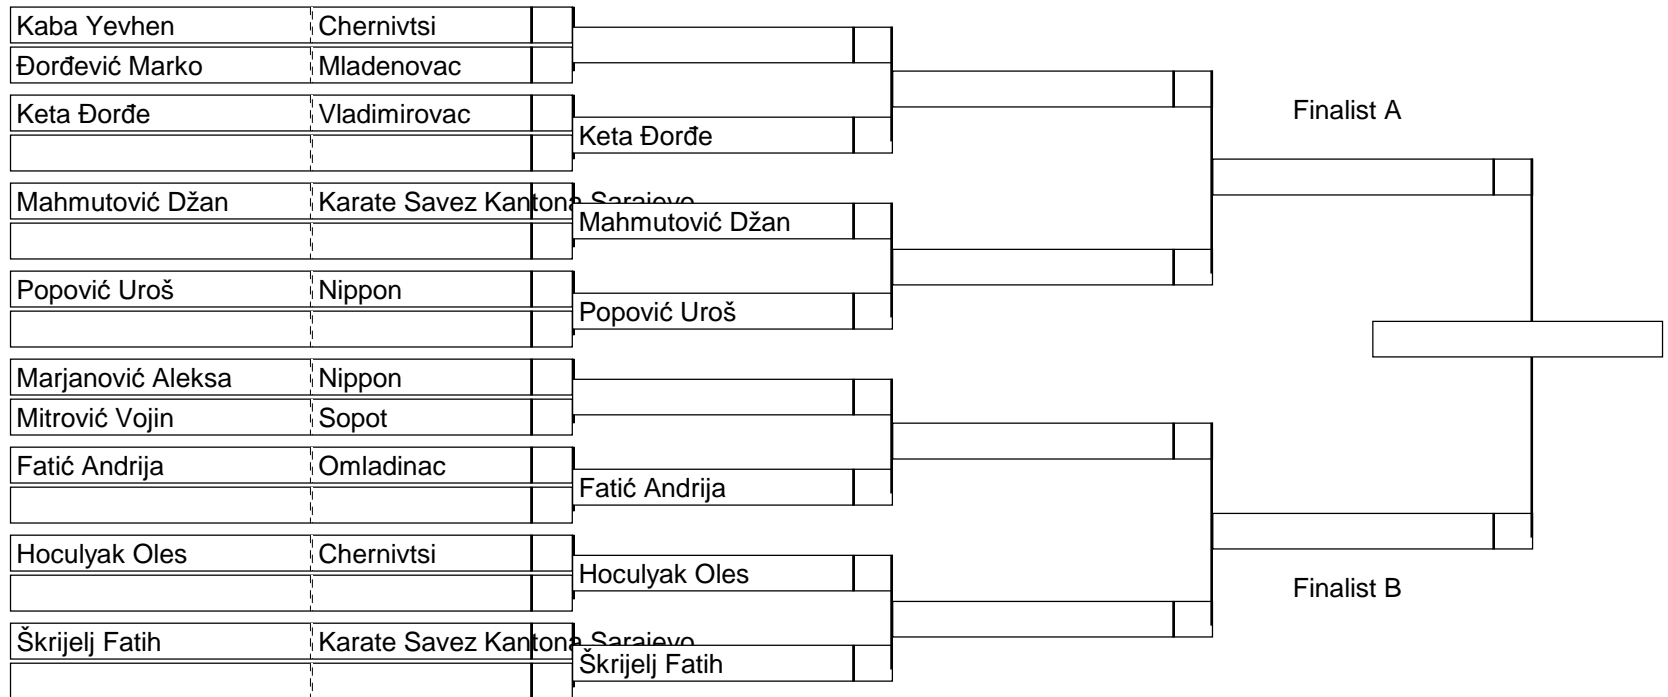 Kaba Yevhen Chernivtsi
Đorđević Marko Mladenovac
Keta Đorđe Vladimirovac
Finalist A
Keta Đorđe
Mahmutović Džan Karate Savez Kantona Sarajevo
Mahmutović Džan
Popović Uroš Nippon
Popović Uroš
Marjanović Aleksa Nippon
Mitrović Vojin Sopot
Fatić Andrija Omladinac
Fatić Andrija
Hoculyak Oles Chernivtsi
Hoculyak Oles
Finalist B
Škrijelj Fatih Karate Savez Kantona Sarajevo
Škrijelj Fatih